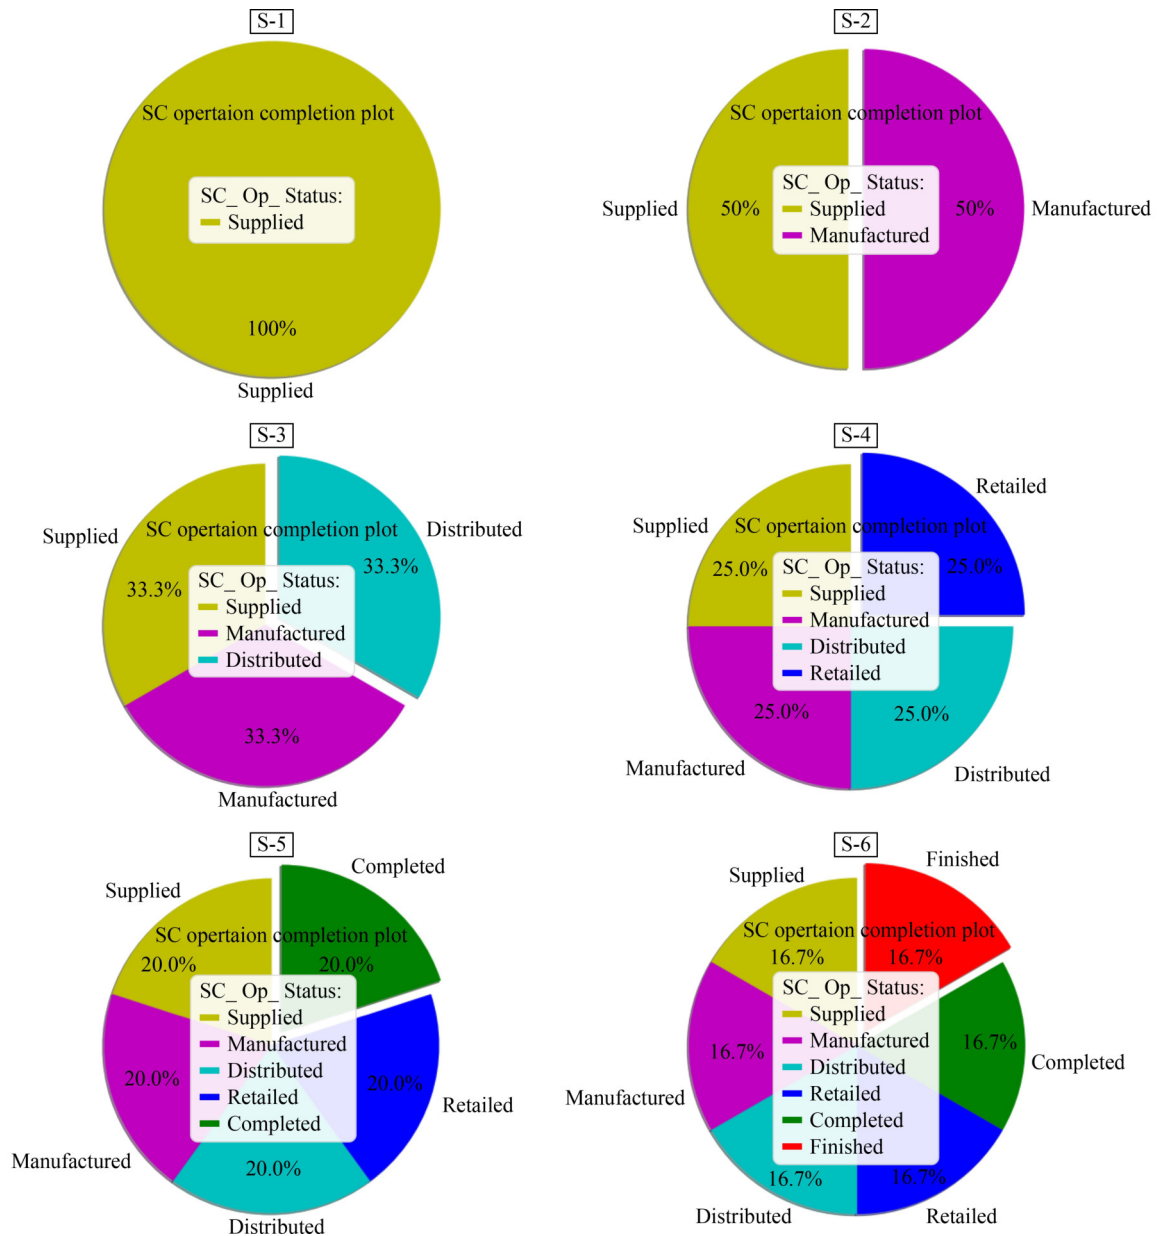 S-1
SC opertaion completion plot
SC_ Op_ Status:
Supplied
100%
Supplied
S-2
SC opertaion completion plot
Supplied
50%
SC_ Op_ Status:
Supplied
Manufactured
50%
Manufactured
S-3
Supplied
SC opertaion completion plot
Distributed
33.3%
33.3%
SC_ Op_ Status:
Supplied
Manufactured
Distributed
33.3%
Manufactured
S-4
Retailed
Supplied
SC opertaion completion plot
25.0%
25.0%
SC_ Op_ Status:
Supplied
Manufactured
Distributed
Retailed
25.0%
25.0%
Manufactured
Distributed
S-5
Completed
Supplied
SC opertaion completion plot
20.0%
20.0%
SC_ Op_ Status:
Supplied
Manufactured
Distributed
Retailed
Completed
20.0%
20.0%
Retailed
Manufactured
20.0%
Distributed
S-6
Finished
Supplied
SC opertaion completion plot
16.7%
16.7%
SC_ Op_ Status:
Supplied
Manufactured
Distributed
Retailed
Completed
Finished
16.7%
16.7%
Completed
Manufactured
16.7%
16.7%
Distributed
Retailed